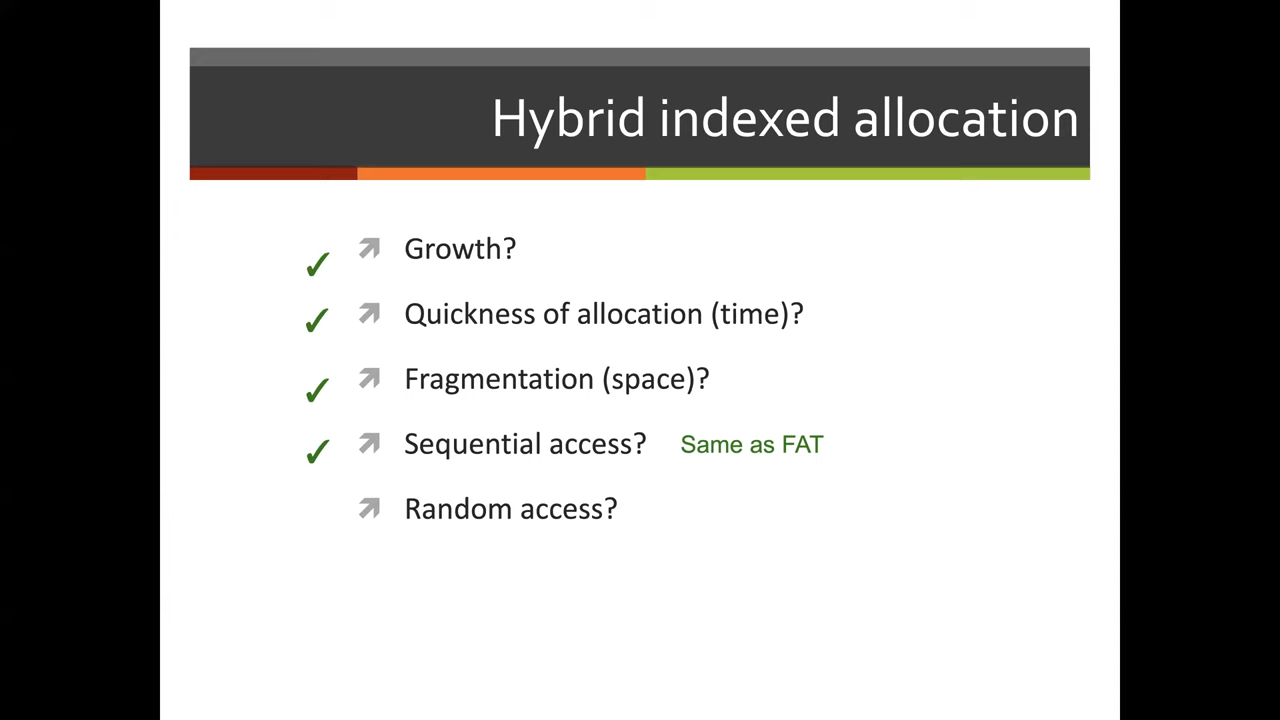 Hybrid indexed allocation
✓ Growth?
✓ Quickness of allocation (time)?
✓ Fragmentation (space)?
✓ Sequential access? Same as FAT
Random access?